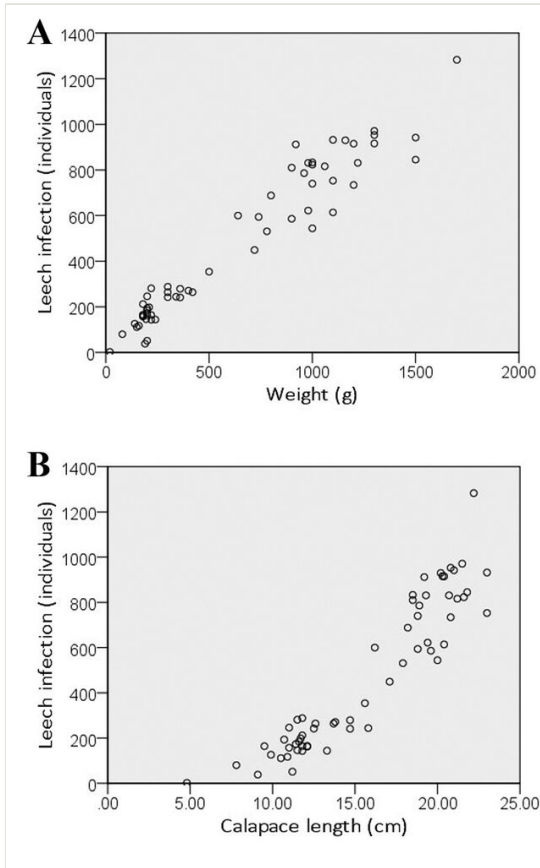 A
1400
1200
1000
800
600
400
200
0
Leech infection (individuals)
0 500 1000 1500 2000
Weight (g)
B
1400
1200
1000
800
600
400
200
0
Leech infection (individuals)
.00 5.00 10.00 15.00 20.00 25.00
Calapace length (cm)